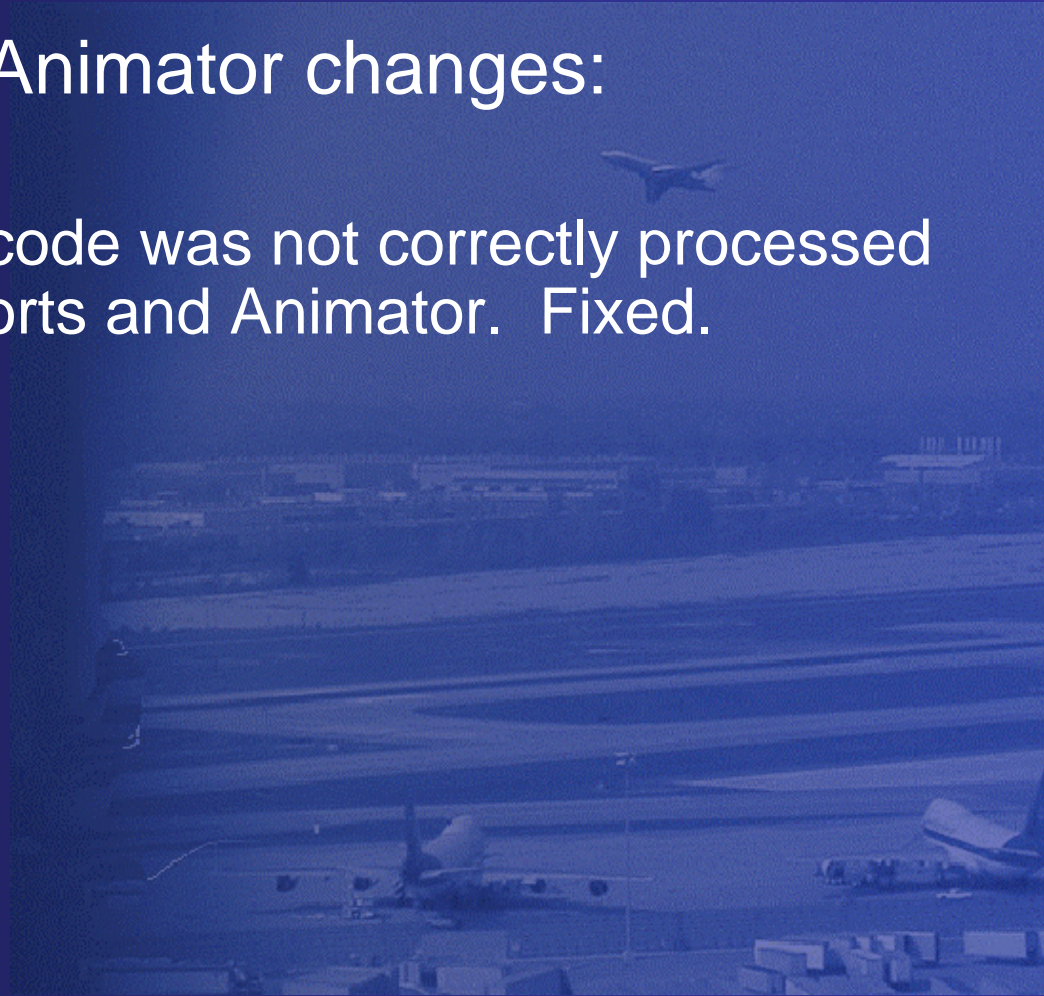 Animator changes:
code was not correctly processed
orts and Animator.  Fixed.